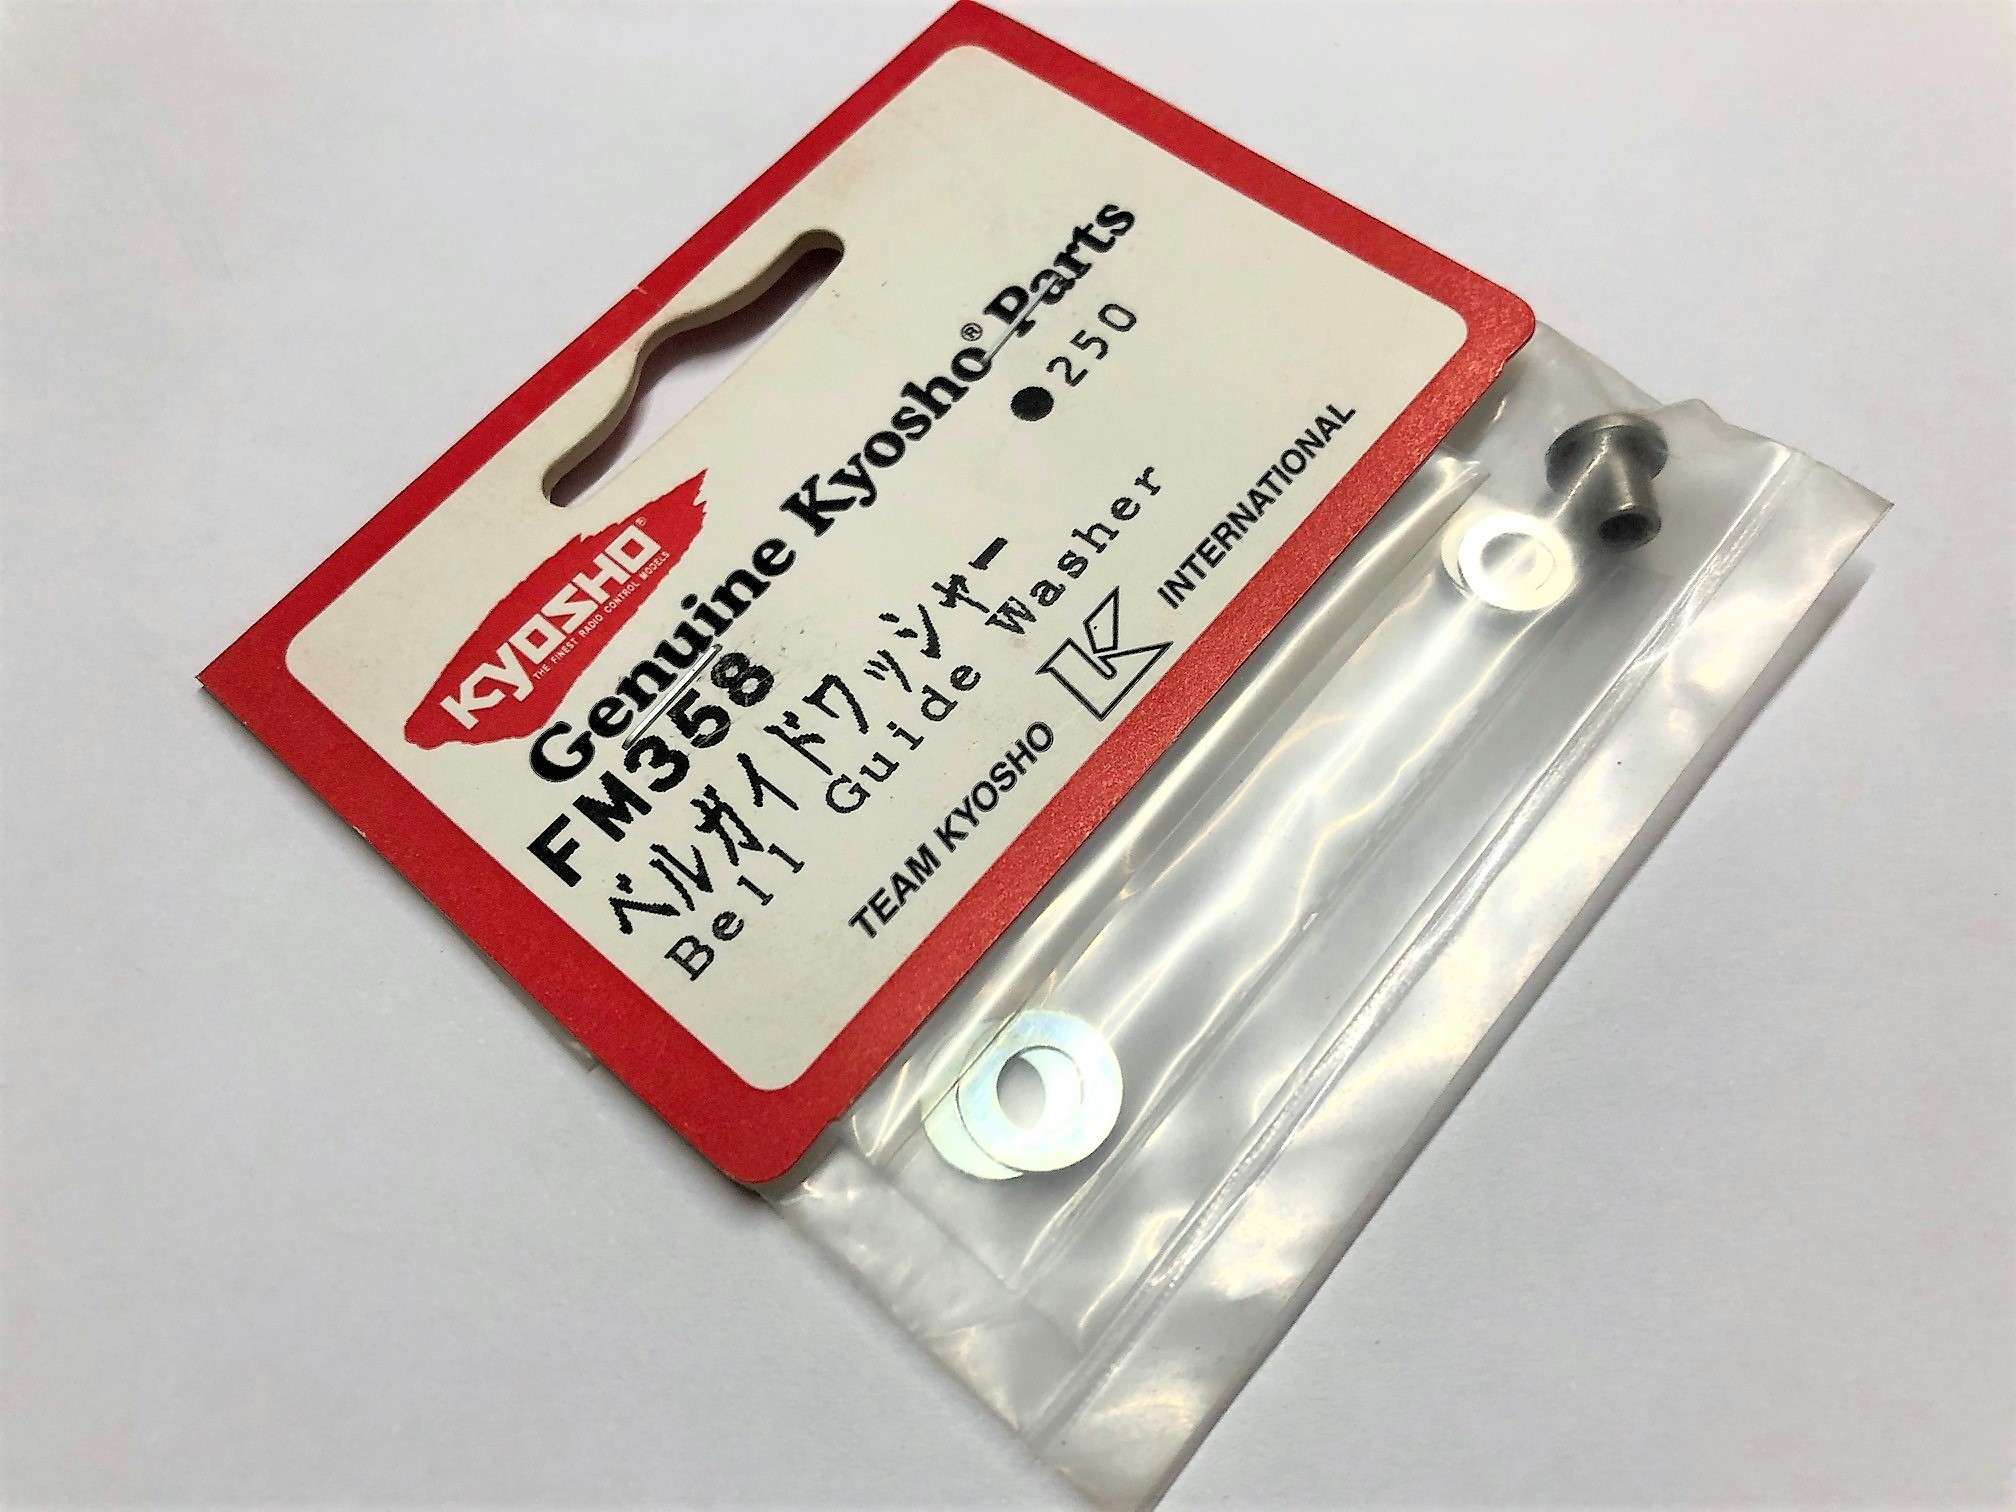 KYOSHO®
THE FINEST RADIO CONTROL MODELS
Genuine Kyosho® Parts
FM358 ●250
ベルガイドワッシャー
Bell Guide Washer
TEAM KYOSHO K INTERNATIONAL